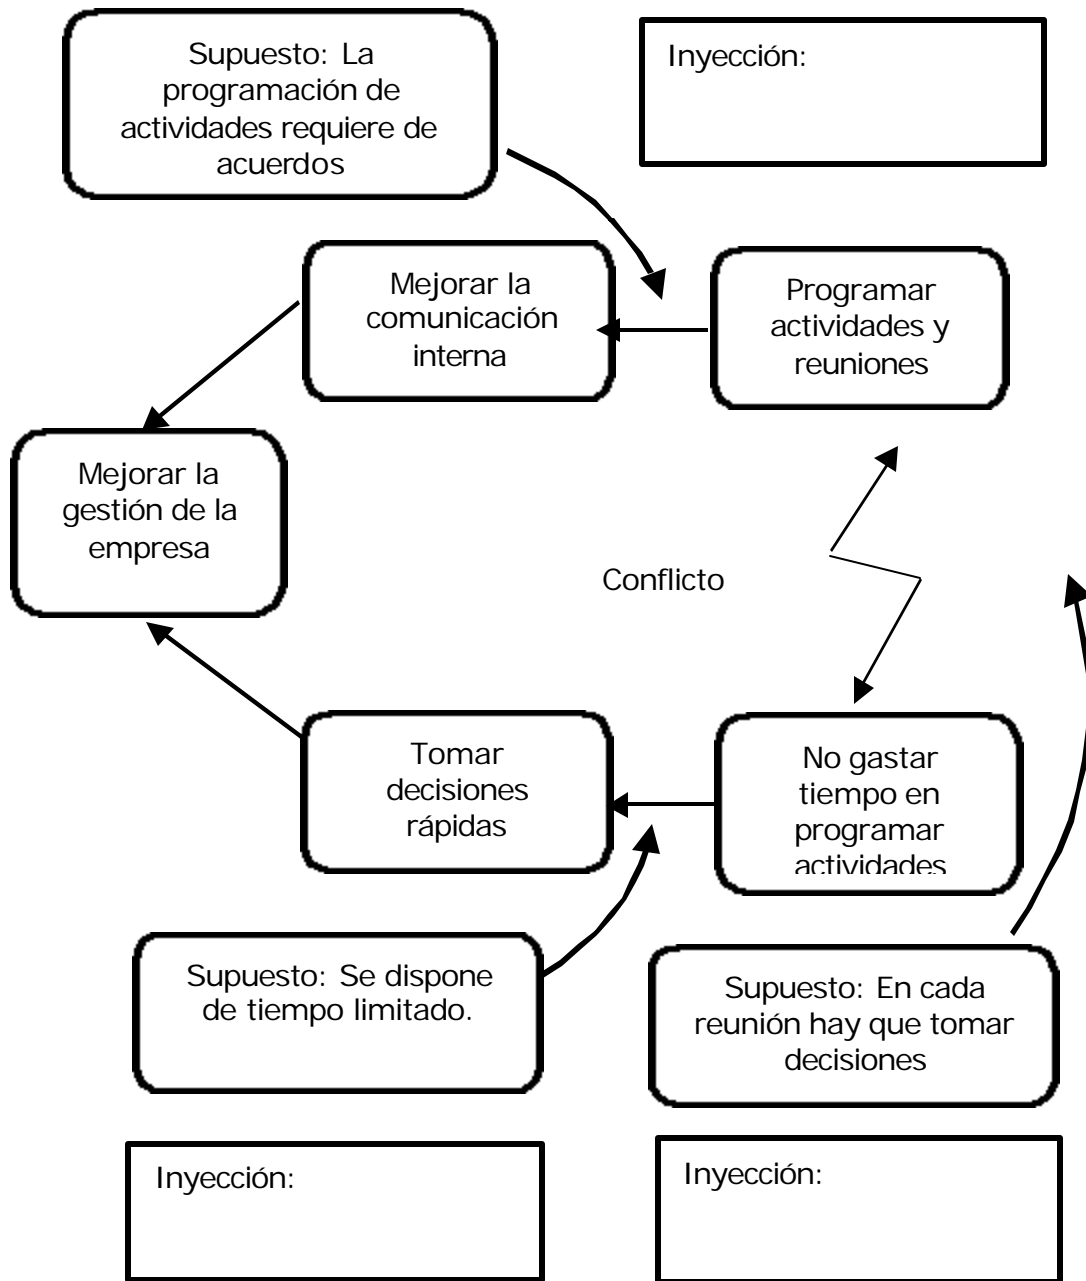 Supuesto: La
programación de
actividades requiere de
acuerdos
Inyección:
Mejorar la
comunicación
interna
Programar
actividades y
reuniones
Mejorar la
gestión de la
empresa
Conflicto
Tomar
decisiones
rápidas
No gastar
tiempo en
programar
actividades
Supuesto: Se dispone
de tiempo limitado.
Supuesto: En cada
reunión hay que tomar
decisiones
Inyección:
Inyección: